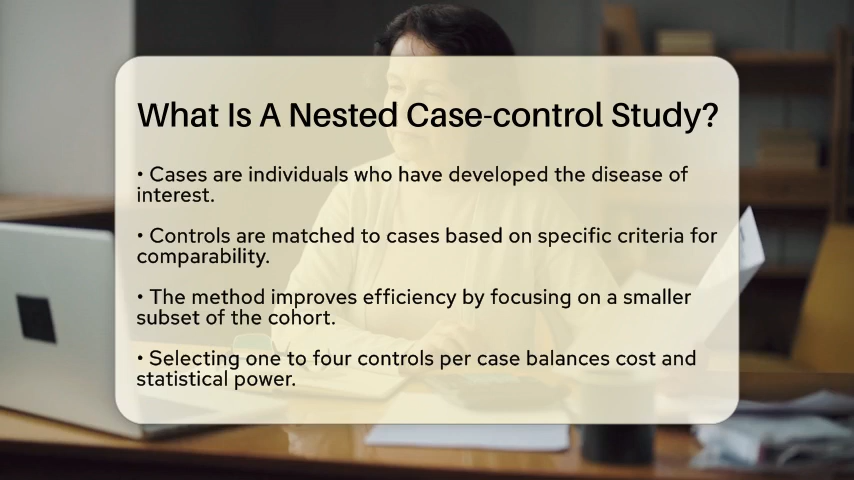 What Is A Nested Case-control Study?
• Cases are individuals who have developed the disease of
interest.
• Controls are matched to cases based on specific criteria for
comparability.
• The method improves efficiency by focusing on a smaller
subset of the cohort.
• Selecting one to four controls per case balances cost and
statistical power.